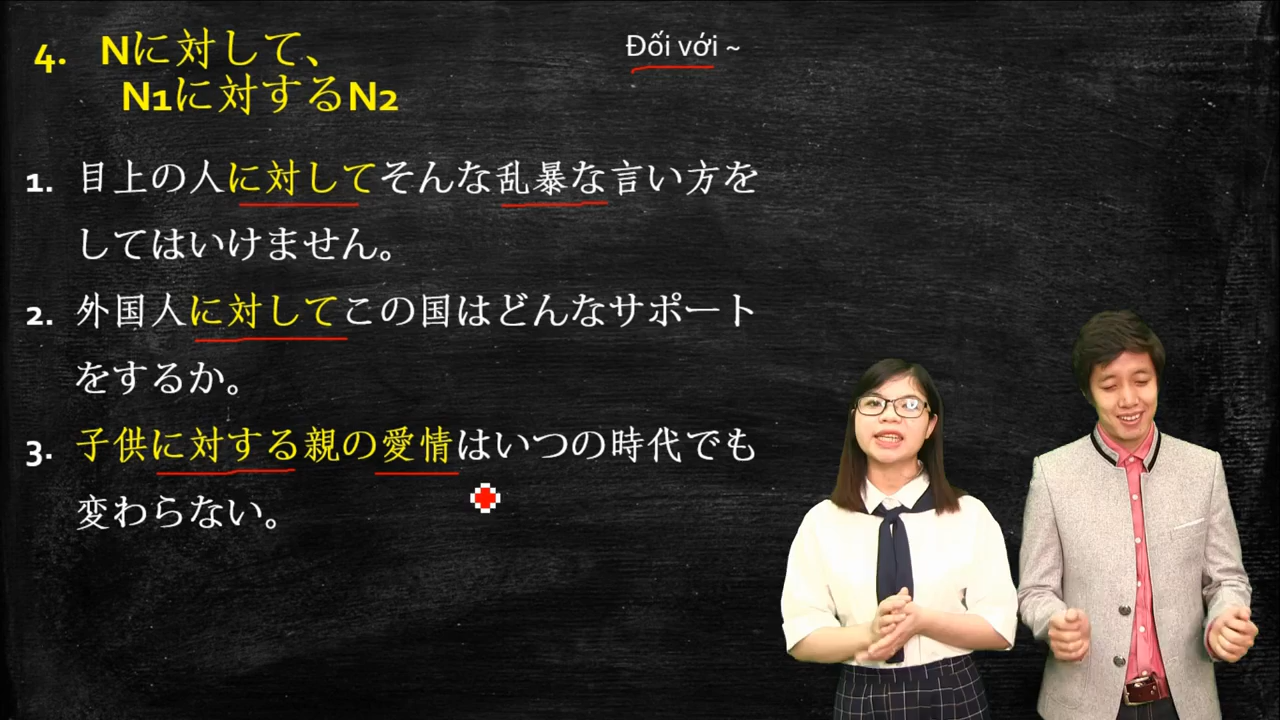 4. Nに対して、
N1に対するN2
Đối với ~
1. 目上の人に対してそんな乱暴な言い方を
してはいけません。
2. 外国人に対してこの国はどんなサポート
をするか。
3. 子供に対する親の愛情はいつの時代でも
変わらない。